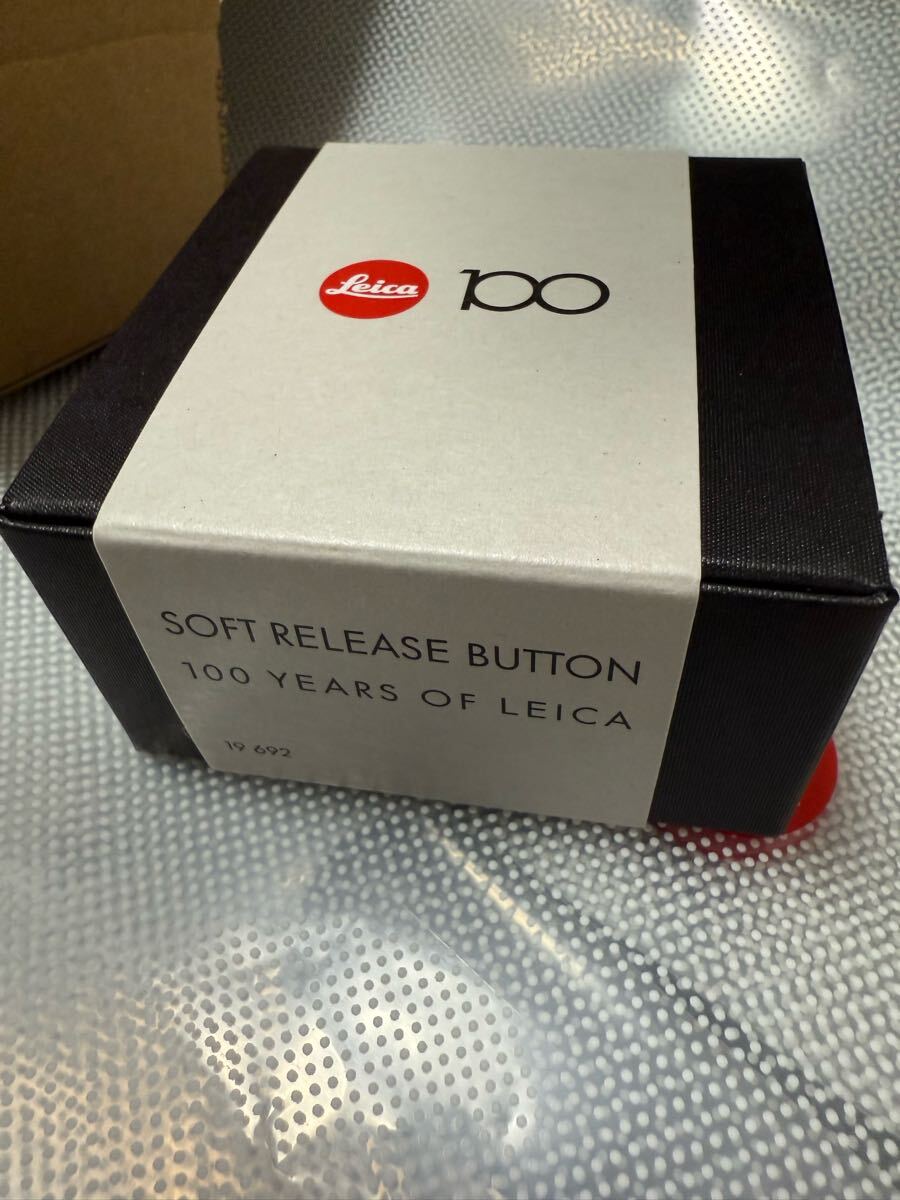 Leica 100
SOFT RELEASE BUTTON
100 YEARS OF LEICA
19 692